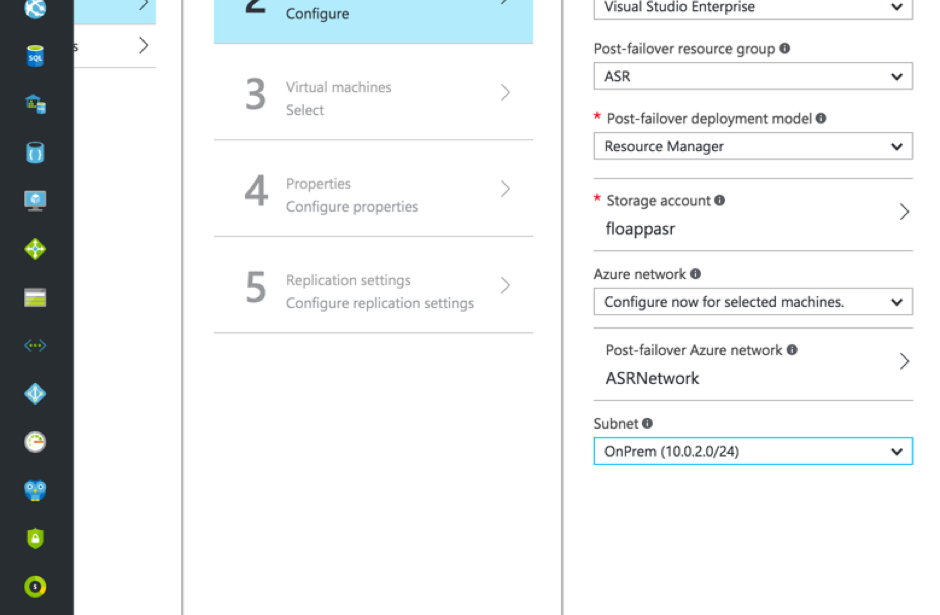 s
2
Configure
3
Virtual machines
Select
4
Properties
Configure properties
5
Replication settings
Configure replication settings
Visual Studio Enterprise
Post-failover resource group
ASR
* Post-failover deployment model
Resource Manager
* Storage account
floappasr
Azure network
Configure now for selected machines.
Post-failover Azure network
ASRNetwork
Subnet
OnPrem (10.0.2.0/24)
SQL